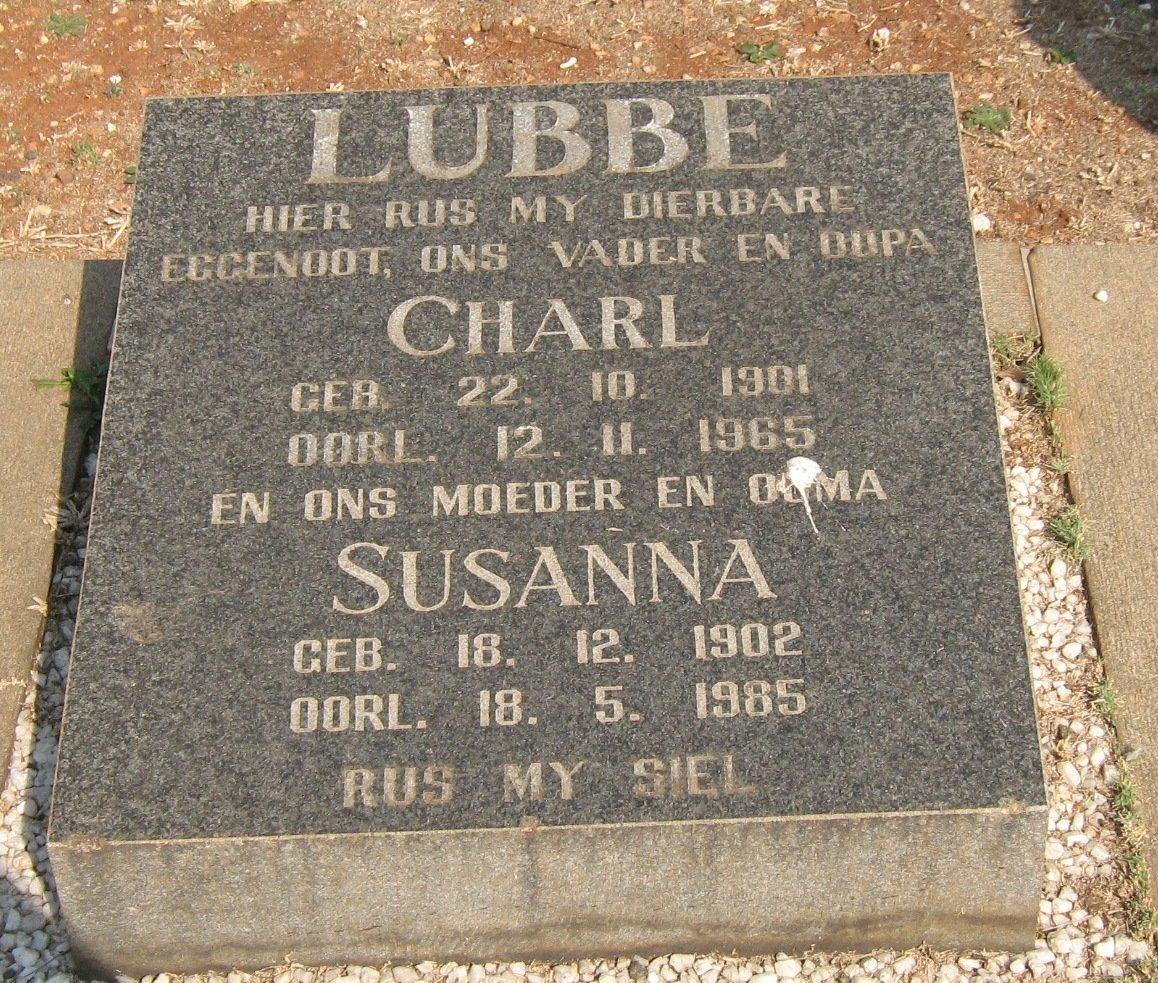 LUBBE
HIER RUS MY DIERBARE
EGGENOOT, ONS VADER EN OUPA
CHARL
GEB. 22. 10. 1901
OORL. 12. 11. 1965
EN ONS MOEDER EN OUMA
SUSANNA
GEB. 18. 12. 1902
OORL. 18. 5. 1985
RUS MY SIEL